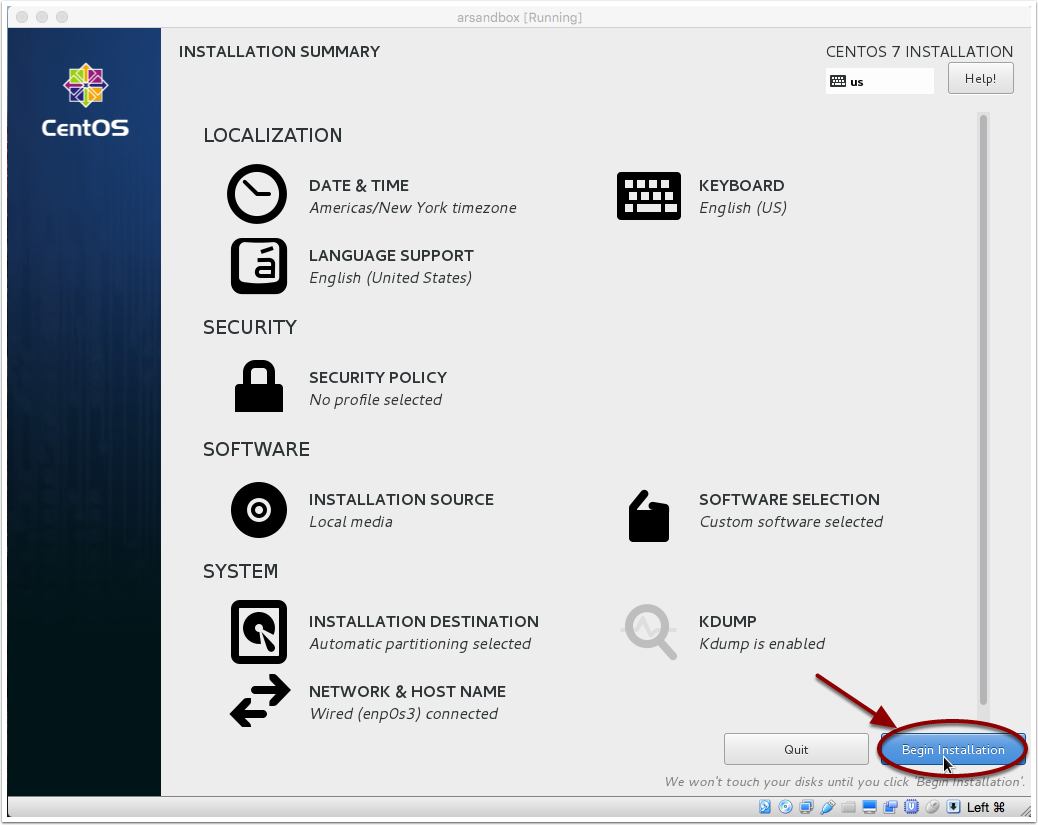 arsandbox [Running]
INSTALLATION SUMMARY
CENTOS 7 INSTALLATION
us
Help!
CentOS
LOCALIZATION
DATE & TIME
Americas/New York timezone
KEYBOARD
English (US)
LANGUAGE SUPPORT
English (United States)
SECURITY
SECURITY POLICY
No profile selected
SOFTWARE
INSTALLATION SOURCE
Local media
SOFTWARE SELECTION
Custom software selected
SYSTEM
INSTALLATION DESTINATION
Automatic partitioning selected
KDUMP
Kdump is enabled
NETWORK & HOST NAME
Wired (enp0s3) connected
Quit
Begin Installation
We won't touch your disks until you click 'Begin Installation'.
Left ⌘